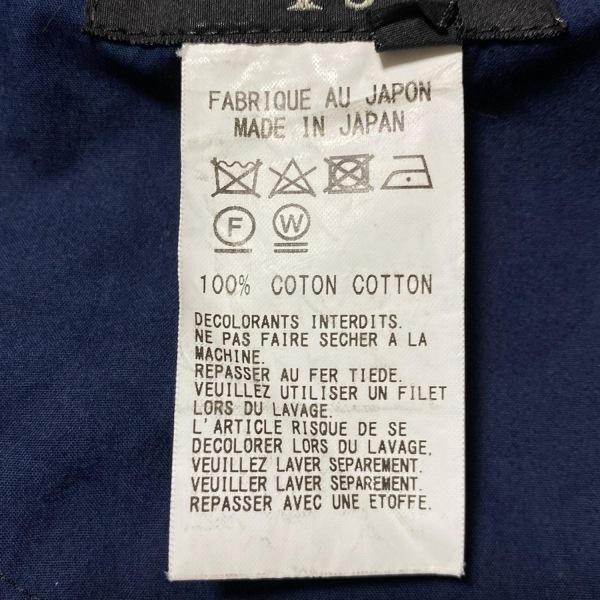 Y's
FABRIQUE AU JAPON
MADE IN JAPAN
F W
100% COTON COTTON
DECOLORANTS INTERDITS.
NE PAS FAIRE SECHER A LA
MACHINE.
REPASSER AU FER TIEDE.
VEUILLEZ UTILISER UN FILET
LORS DU LAVAGE.
L'ARTICLE RISQUE DE SE
DECOLORER LORS DU LAVAGE,
VEUILLEZ LAVER SEPAREMENT.
VEUILLER LAVER SEPAREMENT.
REPASSER AVEC UNE ETOFFE.